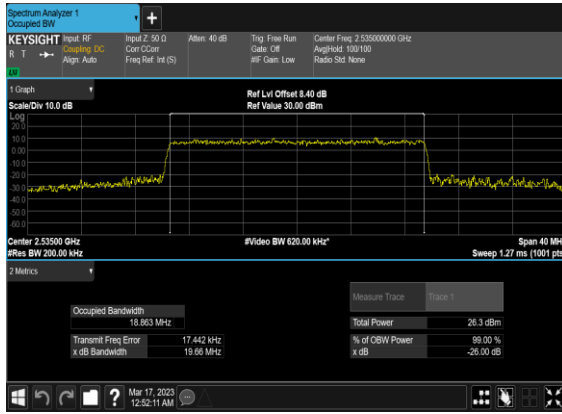 Spectrum Analyzer 1
Occupied BW
KEYSIGHT
R T
LXI
Input: RF
Coupling: DC
Align: Auto
Input Z: 50 Ω
Corr CCorr
Freq Ref: Int (S)
Atten: 40 dB
Trig: Free Run
Gate: Off
#IF Gain: Low
Center Freq: 2.535000000 GHz
Avg|Hold: 100/100
Radio Std: None
1 Graph
Scale/Div 10.0 dB
Ref Lvl Offset 8.40 dB
Ref Value 30.00 dBm
Log
20.0
10.0
0.00
-10.0
-20.0
-30.0
-40.0
-50.0
-60.0
Center 2.53500 GHz
#Res BW 200.00 kHz
#Video BW 620.00 kHz*
Span 40 MH
Sweep 1.27 ms (1001 pts
2 Metrics
Measure Trace Trace 1
Occupied Bandwidth
18.863 MHz
Total Power 26.3 dBm
Transmit Freq Error 17.442 kHz
% of OBW Power 99.00 %
x dB Bandwidth 19.66 MHz
x dB -26.00 dB
Mar 17, 2023
12:52:11 AM